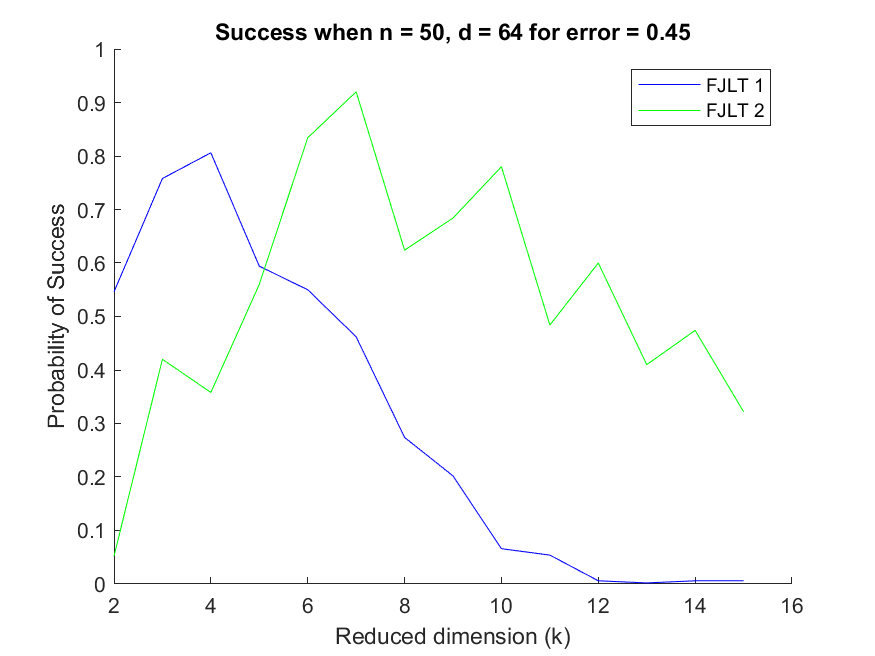 Success when n = 50, d = 64 for error = 0.45
FJLT 1
FJLT 2
1
0.9
0.8
0.7
0.6
0.5
0.4
0.3
0.2
0.1
0
Probability of Success
2 4 6 8 10 12 14 16
Reduced dimension (k)